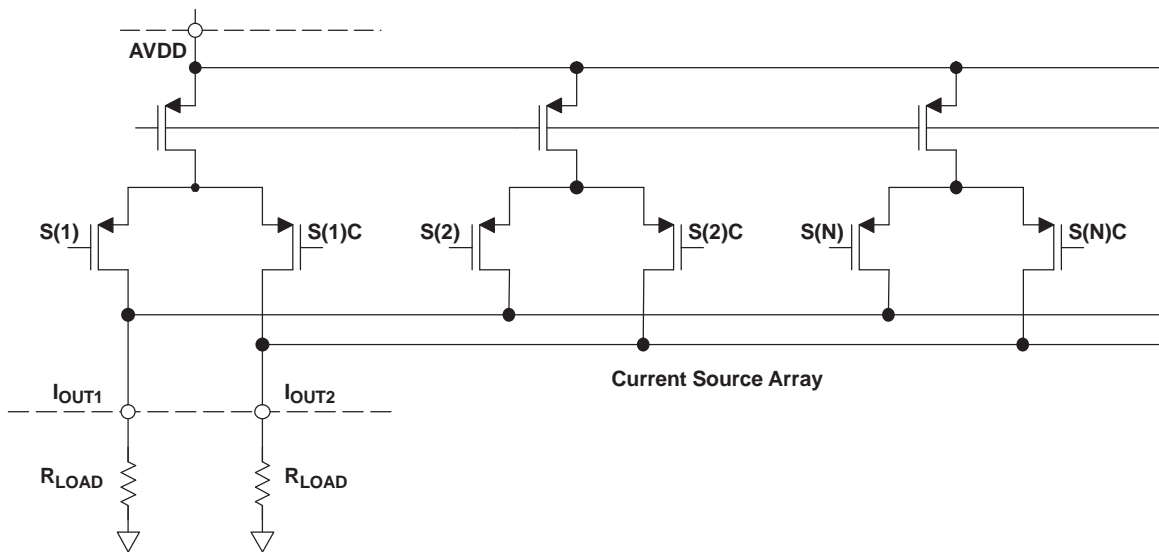 AVDD
S(1)
S(1)C
S(2)
S(2)C
S(N)
S(N)C
Current Source Array
IOUT1
IOUT2
RLOAD
RLOAD